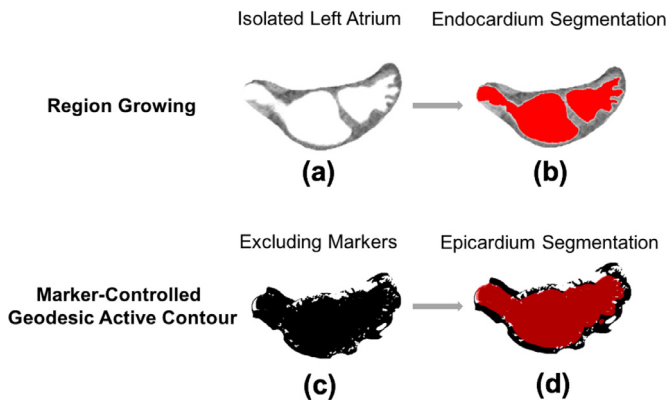 Isolated Left Atrium
Endocardium Segmentation
Region Growing
(a)
(b)
Excluding Markers
Epicardium Segmentation
Marker-Controlled
Geodesic Active Contour
(c)
(d)